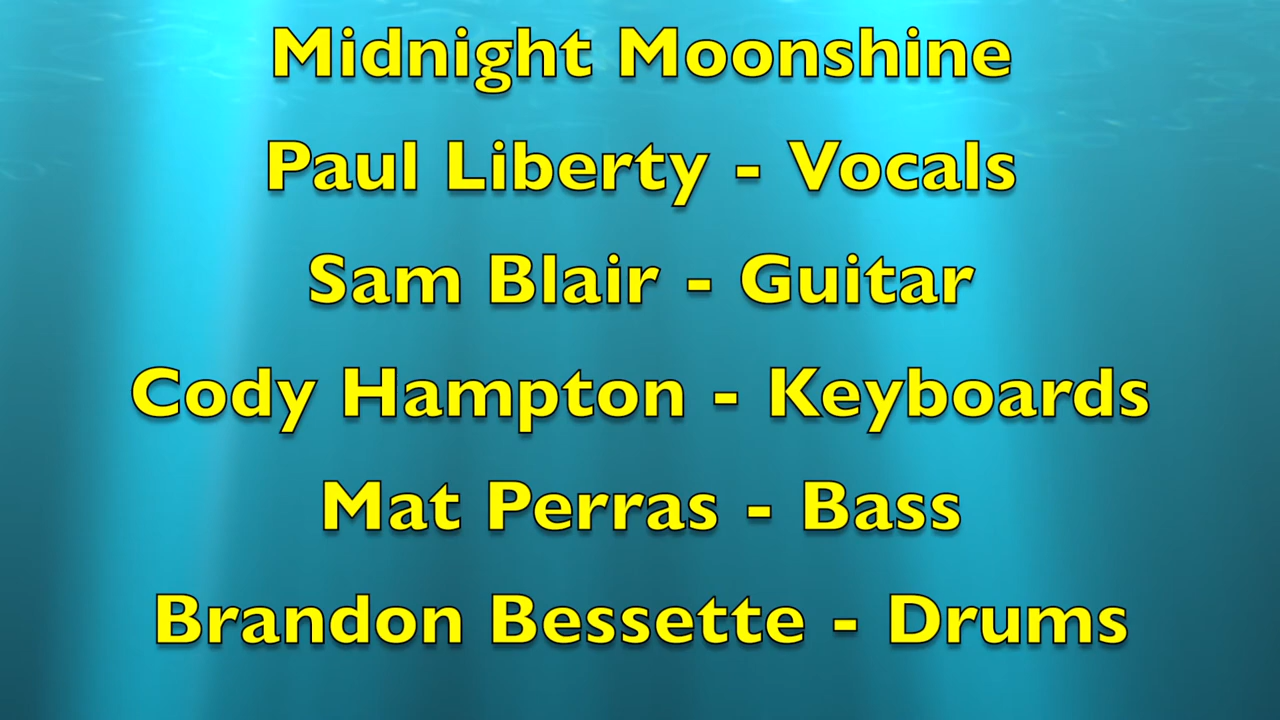 Midnight Moonshine
Paul Liberty - Vocals
Sam Blair - Guitar
Cody Hampton - Keyboards
Mat Perras - Bass
Brandon Bessette - Drums